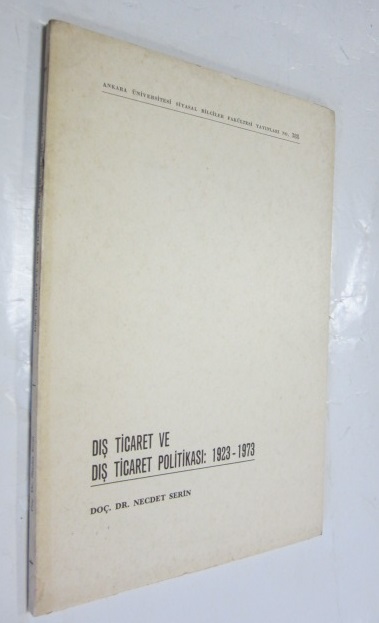 ANKARA ÜNİVERSİTESİ SİYASAL BİLGİLER FAKÜLTESİ YAYINLARI NO.
DIŞ TİCARET VE
DIŞ TİCARET POLİTİKASI: 1923-1973
DOÇ. DR. NECDET SERİN